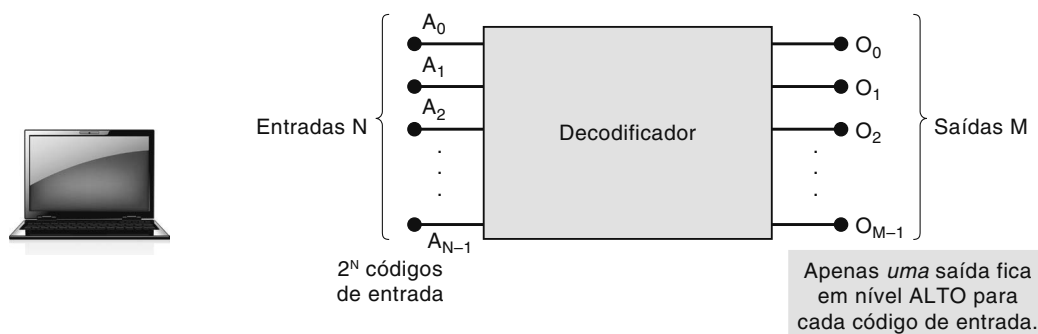 Entradas N
A0
A1
A2
.
.
.
AN–1
2N códigos
de entrada
Decodificador
O0
O1
O2
.
.
.
OM–1
Saídas M
Apenas uma saída fica
em nível ALTO para
cada código de entrada.